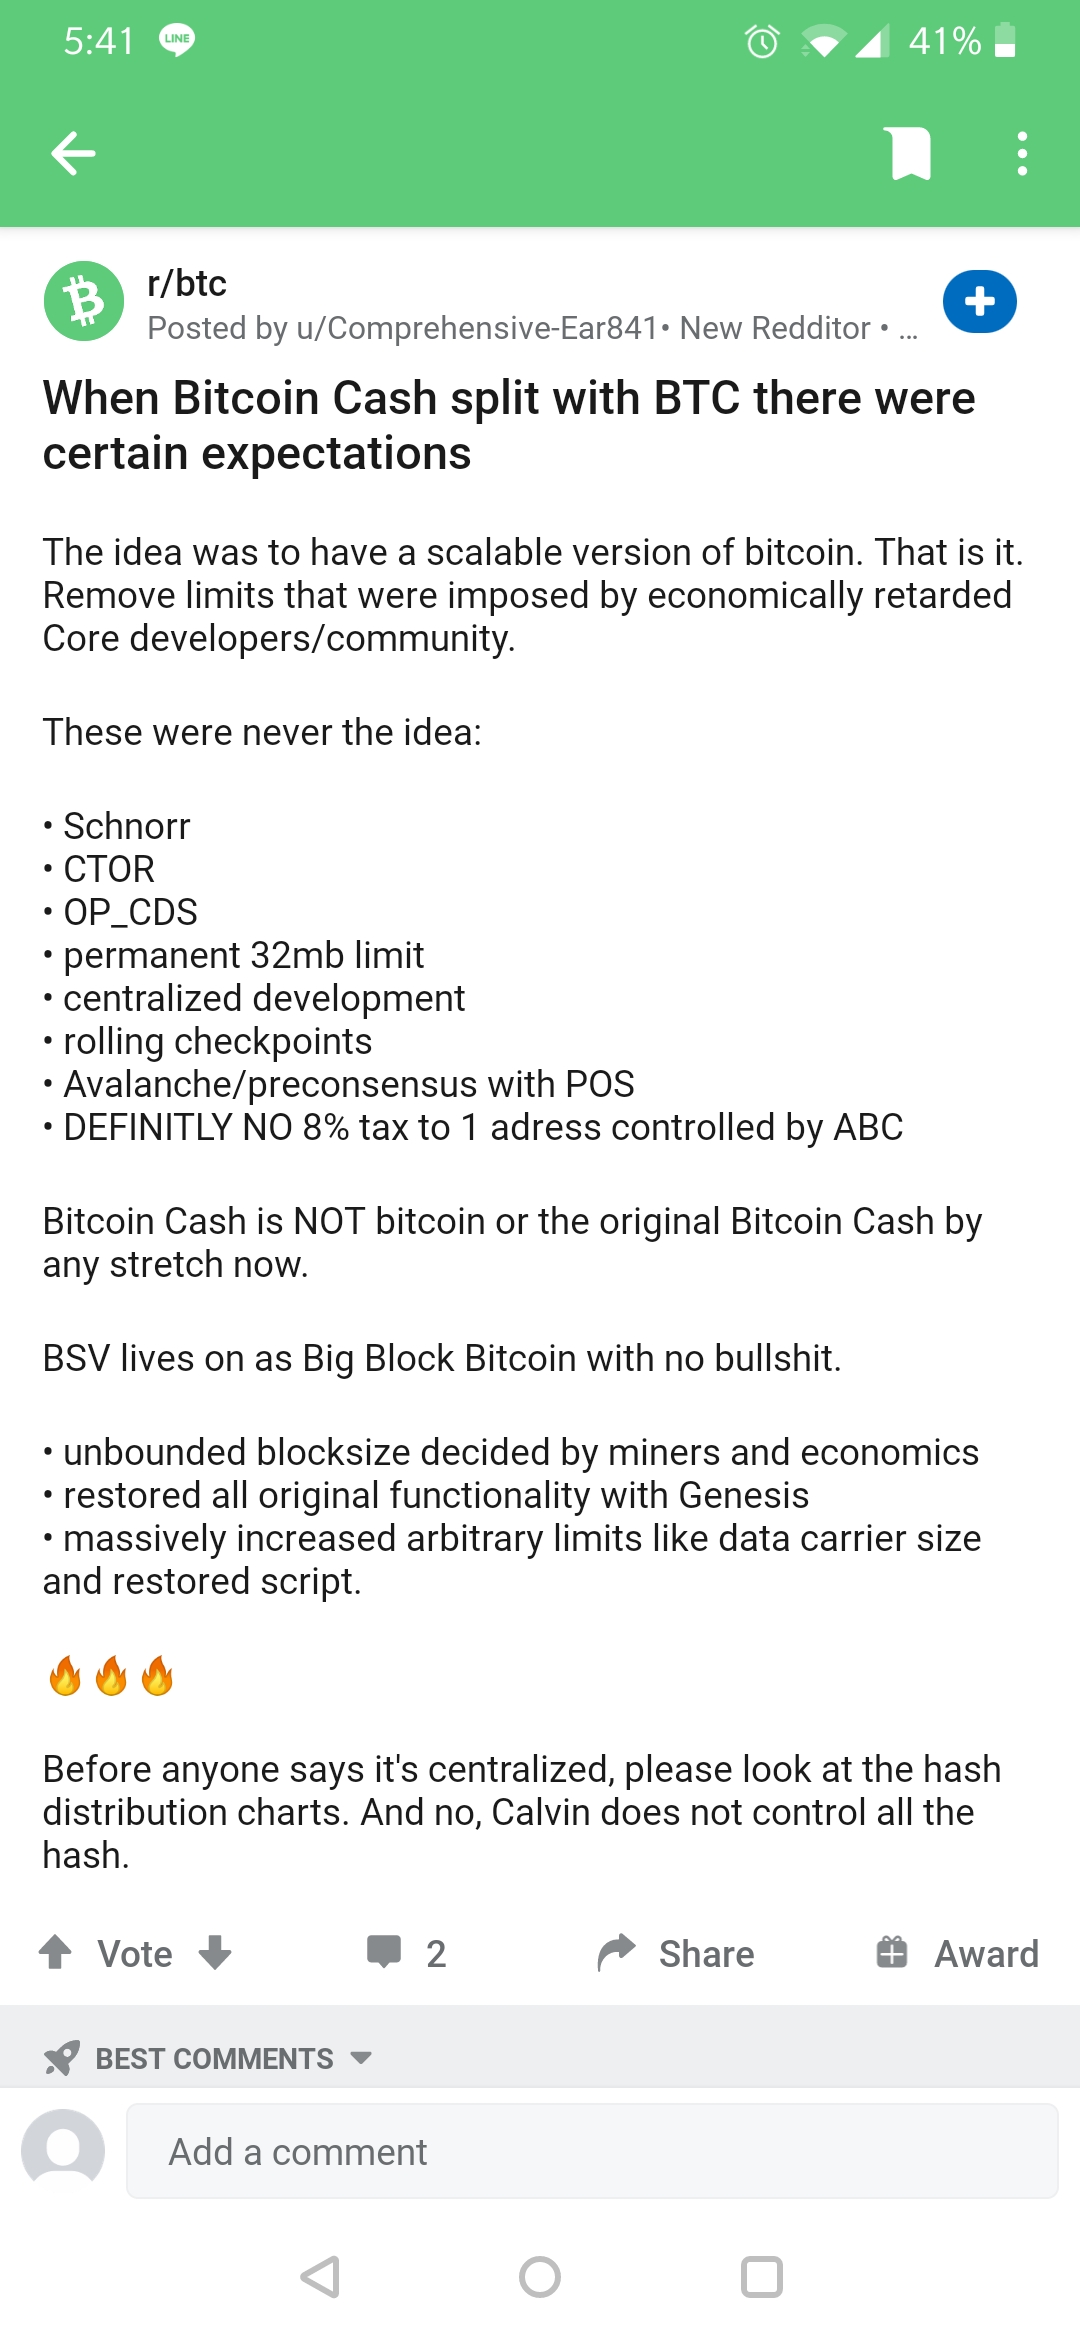 5:41 LINE 41%
r/btc
Posted by u/Comprehensive-Ear841• New Redditor • ...
When Bitcoin Cash split with BTC there were
certain expectations
The idea was to have a scalable version of bitcoin. That is it.
Remove limits that were imposed by economically retarded
Core developers/community.
These were never the idea:
• Schnorr
• CTOR
• OP_CDS
• permanent 32mb limit
• centralized development
• rolling checkpoints
• Avalanche/preconsensus with POS
• DEFINITLY NO 8% tax to 1 adress controlled by ABC
Bitcoin Cash is NOT bitcoin or the original Bitcoin Cash by
any stretch now.
BSV lives on as Big Block Bitcoin with no bullshit.
• unbounded blocksize decided by miners and economics
• restored all original functionality with Genesis
• massively increased arbitrary limits like data carrier size
and restored script.
🔥🔥🔥
Before anyone says it's centralized, please look at the hash
distribution charts. And no, Calvin does not control all the
hash.
Vote 2 Share Award
BEST COMMENTS
Add a comment